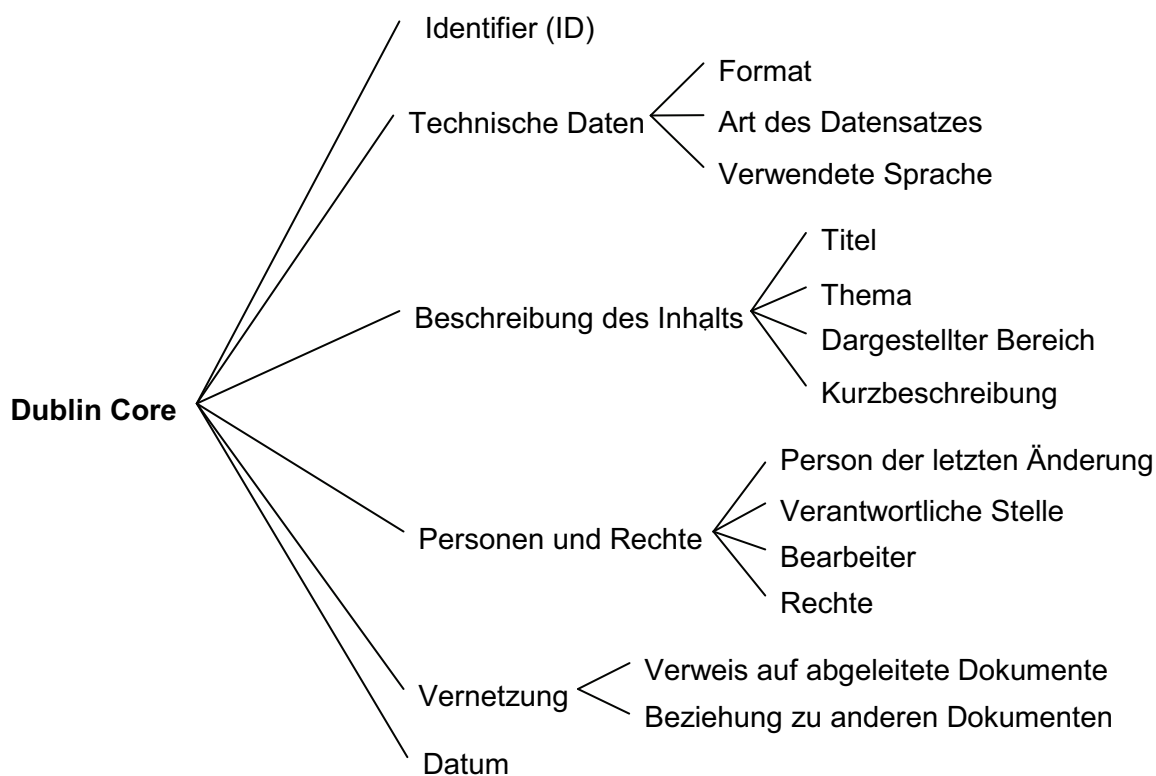 Dublin Core
Identifier (ID)
Technische Daten
Format
Art des Datensatzes
Verwendete Sprache
Beschreibung des Inhalts
Titel
Thema
Dargestellter Bereich
Kurzbeschreibung
Personen und Rechte
Person der letzten Änderung
Verantwortliche Stelle
Bearbeiter
Rechte
Vernetzung
Verweis auf abgeleitete Dokumente
Beziehung zu anderen Dokumenten
Datum